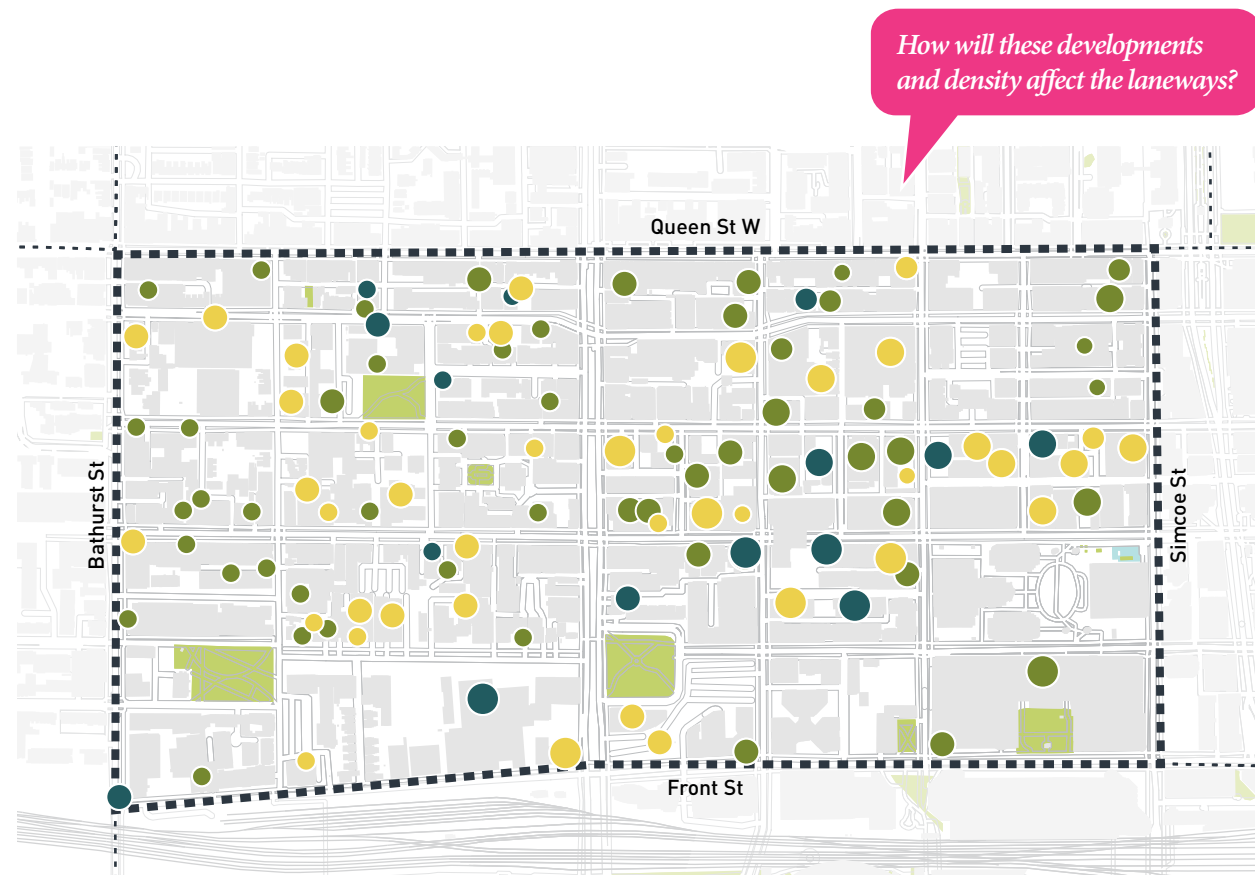 How will these developments
and density affect the laneways?
Queen St W
Bathurst St
Simcoe St
Front St